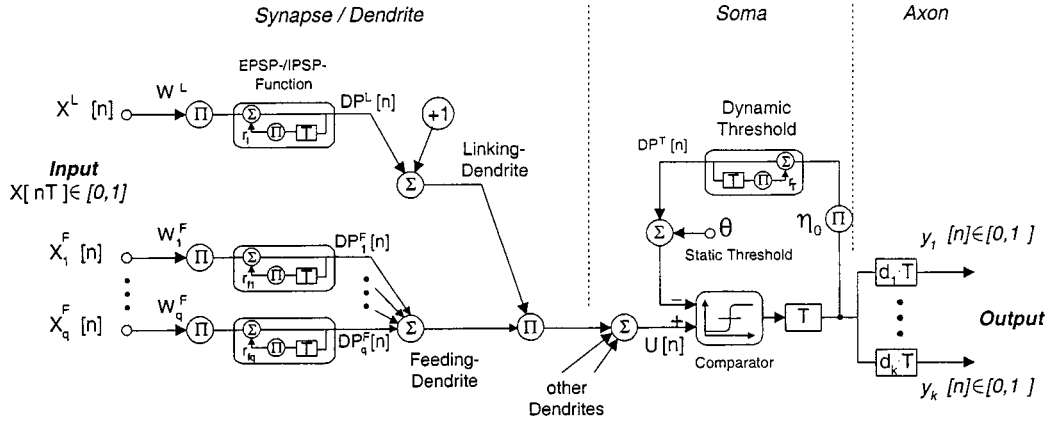 Synapse / Dendrite
Soma
Axon
EPSP-/IPSP-
Function
X^L [n]
W^L
Π
Σ
r_l
Π
T
DP^L [n]
+1
Linking-
Dendrite
Σ
Input
X[ nT ]∈ [0,1]
X_1^F [n]
W_1^F
Π
Σ
r_f1
Π
T
DP_1^F[n]
X_q^F [n]
W_q^F
Π
Σ
r_fq
Π
T
DP_q^F[n]
Σ
Feeding-
Dendrite
Π
Σ
other
Dendrites
Dynamic
Threshold
DP^T [n]
Σ
T
Π
r_T
Σ
θ
Static Threshold
η_0
Π
−
+
U [n]
Comparator
T
d_1·T
y_1 [n]∈[0,1 ]
Output
d_k·T
y_k [n]∈[0,1 ]